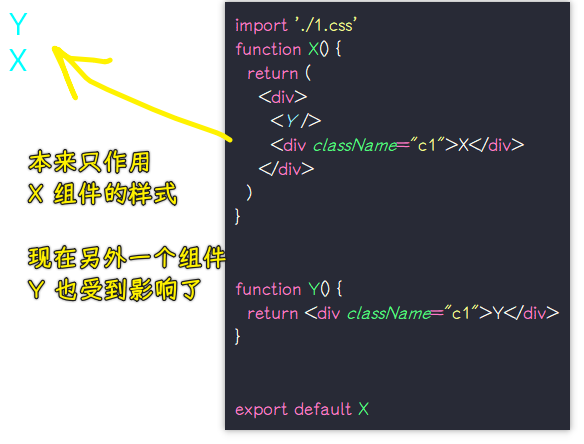 Y
X
本来只作用
X 组件的样式
现在另外一个组件
Y 也受到影响了
import './1.css'
function X() {
return (
<div>
<Y />
<div className="c1">X</div>
</div>
)
}
function Y() {
return <div className="c1">Y</div>
}
export default X